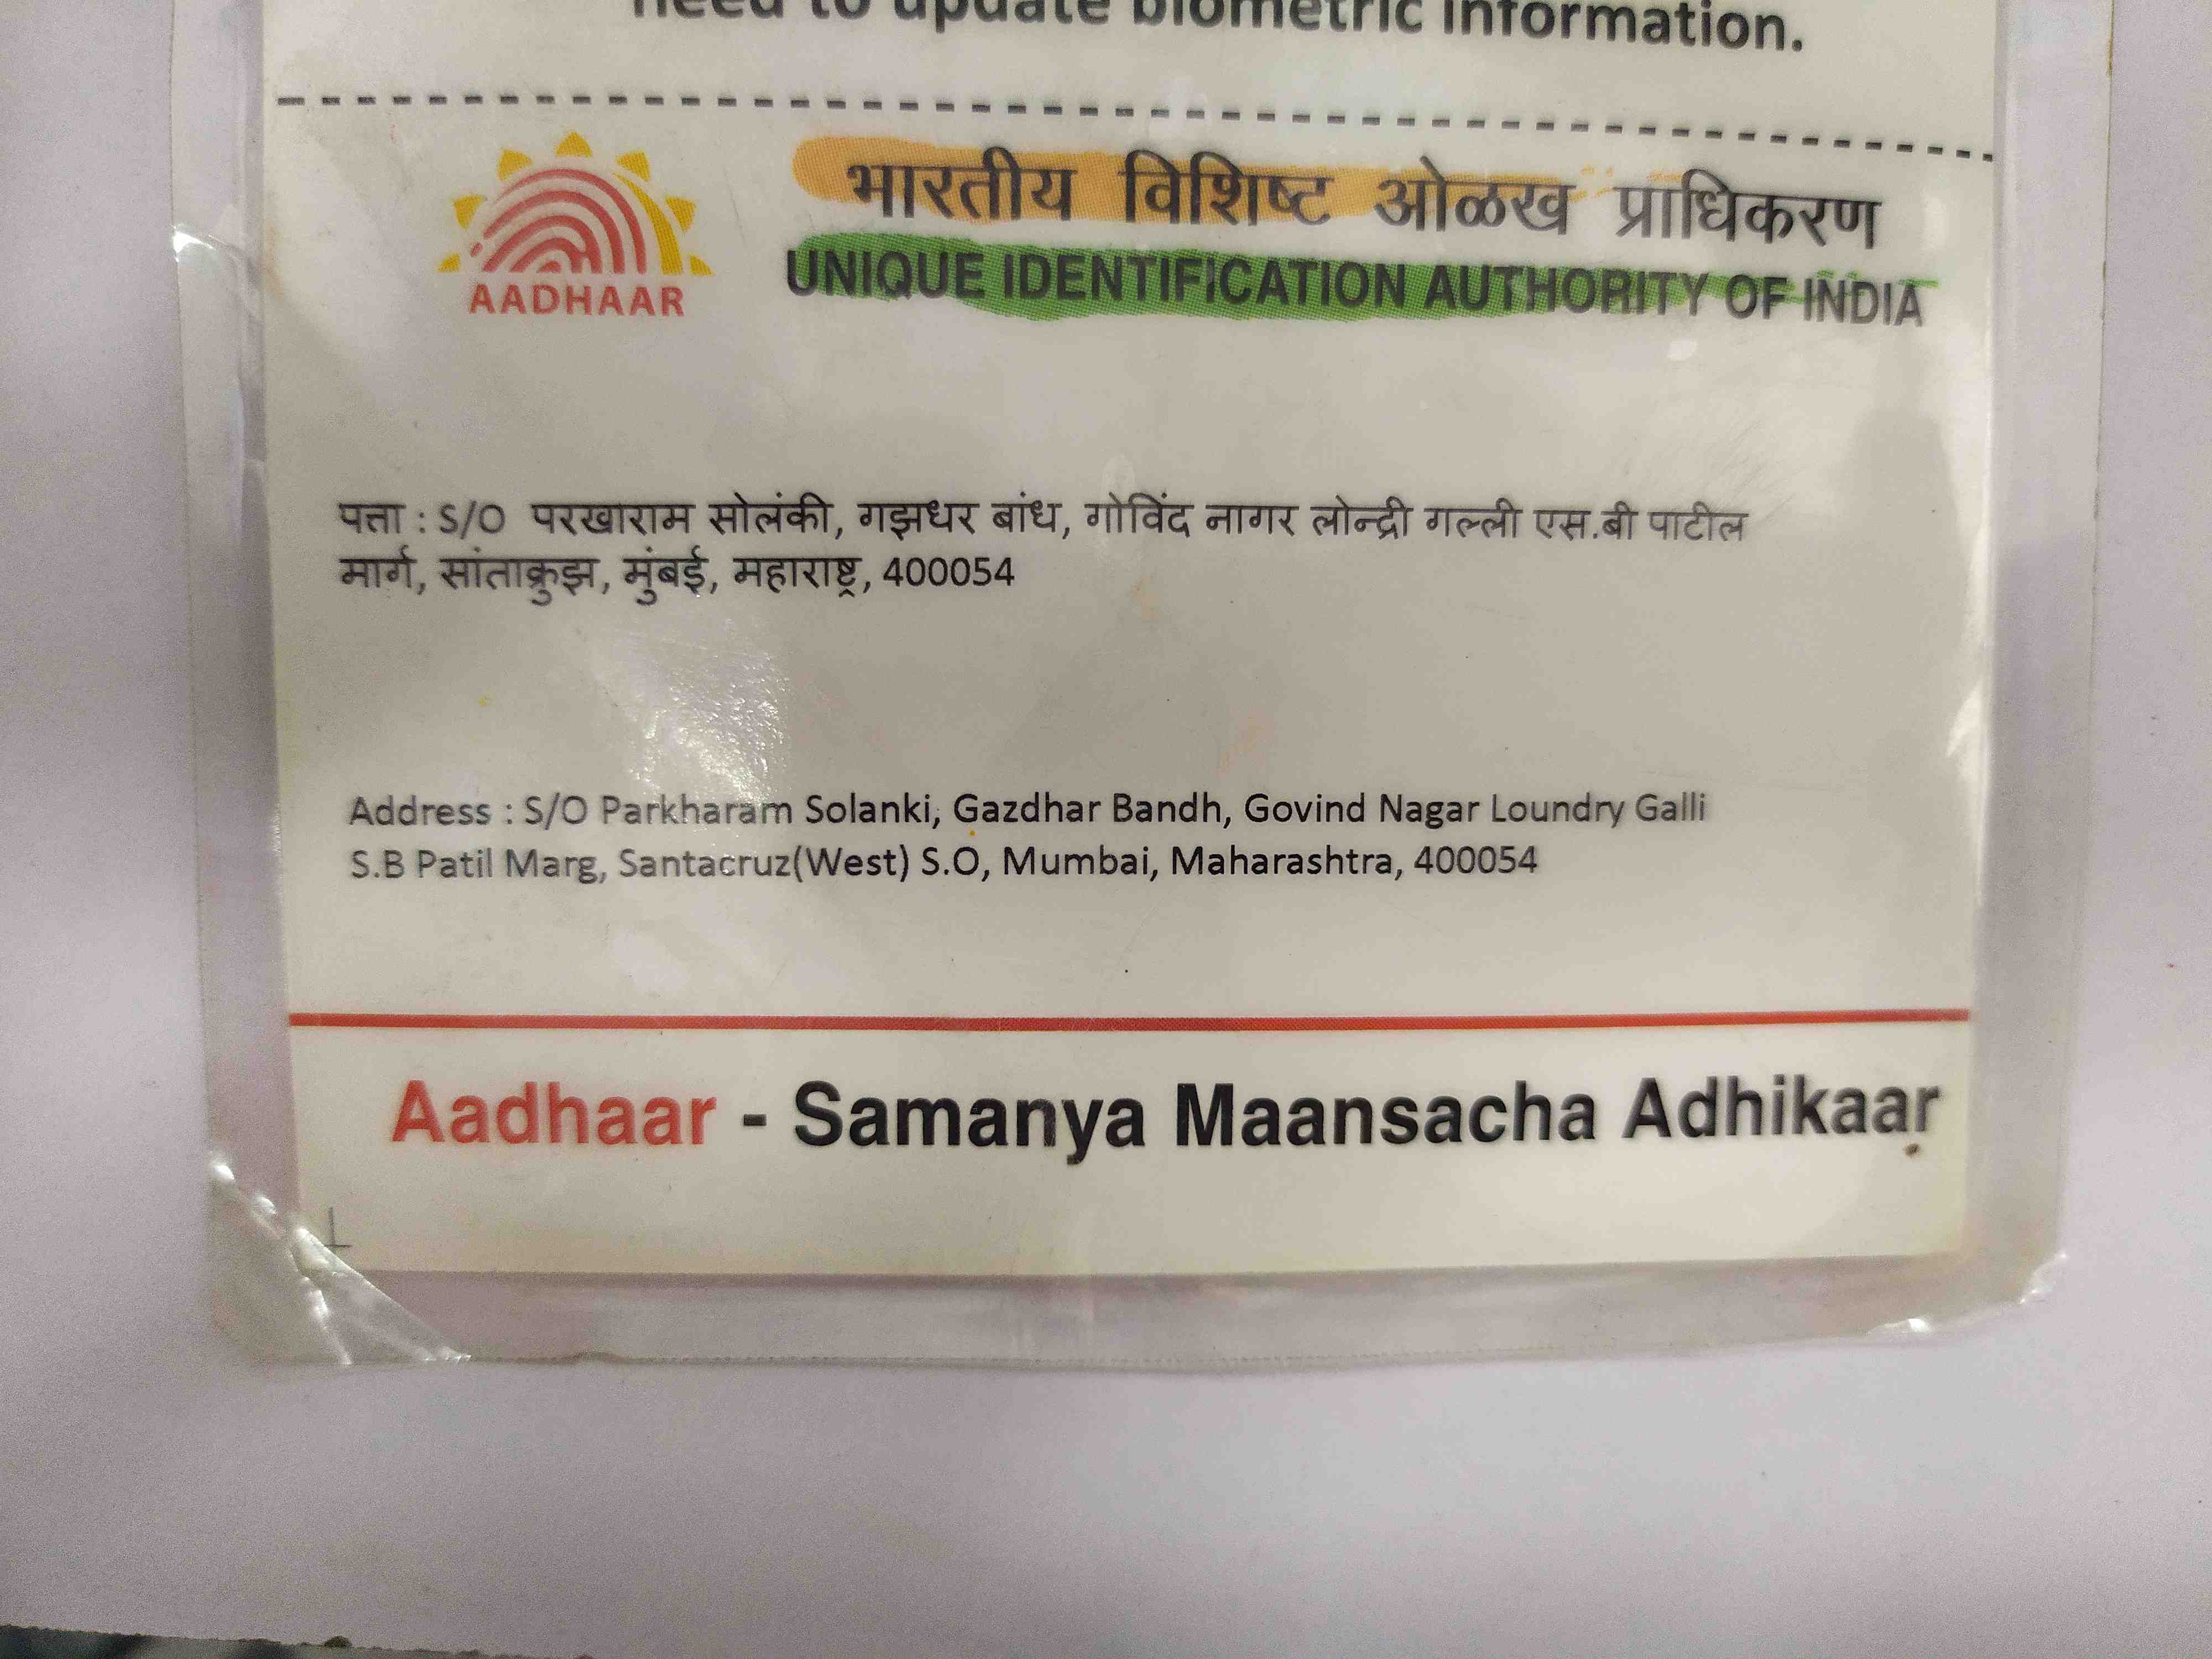 need to update biometric information.
भारतीय विशिष्ट ओळख प्राधिकरण
UNIQUE IDENTIFICATION AUTHORITY OF INDIA
AADHAAR
पत्ता : S/O परखाराम सोलंकी, गझधर बांध, गोविंद नागर लोन्द्री गल्ली एस.बी पाटील
मार्ग, सांताक्रुझ, मुंबई, महाराष्ट्र, 400054
Address : S/O Parkharam Solanki, Gazdhar Bandh, Govind Nagar Loundry Galli
S.B Patil Marg, Santacruz(West) S.O, Mumbai, Maharashtra, 400054
Aadhaar - Samanya Maansacha Adhikaar